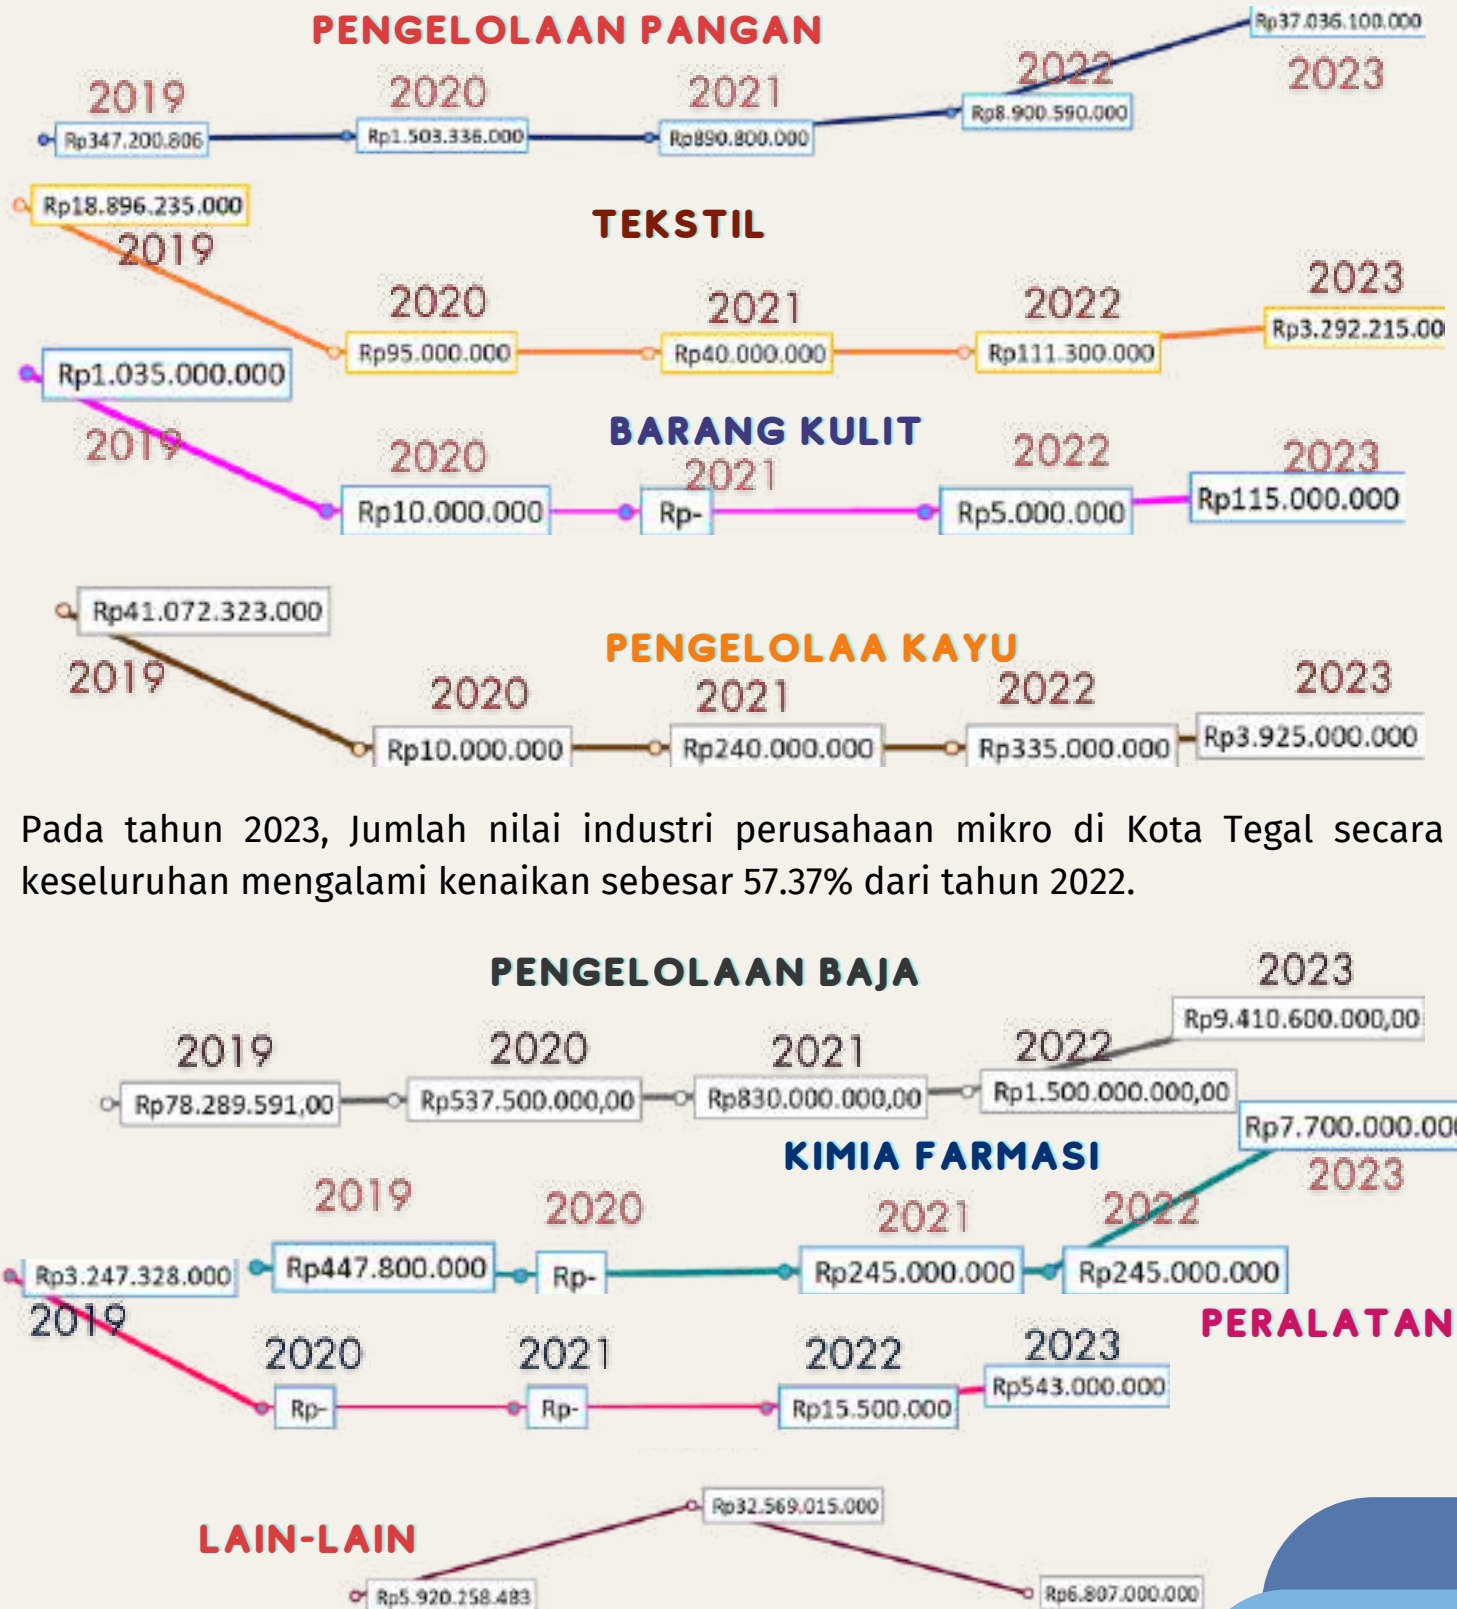 PENGELOLAAN PANGAN
2019
2020
2021
2022
2023
Rp347.200.806
Rp1.503.336.000
Rp890.800.000
Rp8.900.590.000
Rp37.036.100.000
TEKSTIL
Rp18.896.235.000
2019
2020
2021
2022
2023
Rp95.000.000
Rp40.000.000
Rp111.300.000
Rp3.292.215.00
BARANG KULIT
Rp1.035.000.000
2019
2020
2021
2022
2023
Rp10.000.000
Rp-
Rp5.000.000
Rp115.000.000
PENGELOLAA KAYU
Rp41.072.323.000
2019
2020
2021
2022
2023
Rp10.000.000
Rp240.000.000
Rp335.000.000
Rp3.925.000.000
Pada tahun 2023, Jumlah nilai industri perusahaan mikro di Kota Tegal secara
keseluruhan mengalami kenaikan sebesar 57.37% dari tahun 2022.
PENGELOLAAN BAJA
2019
2020
2021
2022
2023
Rp78.289.591,00
Rp537.500.000,00
Rp830.000.000,00
Rp1.500.000.000,00
Rp9.410.600.000,00
KIMIA FARMASI
2019
2020
2021
2022
2023
Rp447.800.000
Rp-
Rp245.000.000
Rp245.000.000
Rp7.700.000.000
PERALATAN
Rp3.247.328.000
2019
2020
2021
2022
2023
Rp-
Rp-
Rp15.500.000
Rp543.000.000
LAIN-LAIN
Rp5.920.258.483
Rp32.569.015.000
Rp6.807.000.000